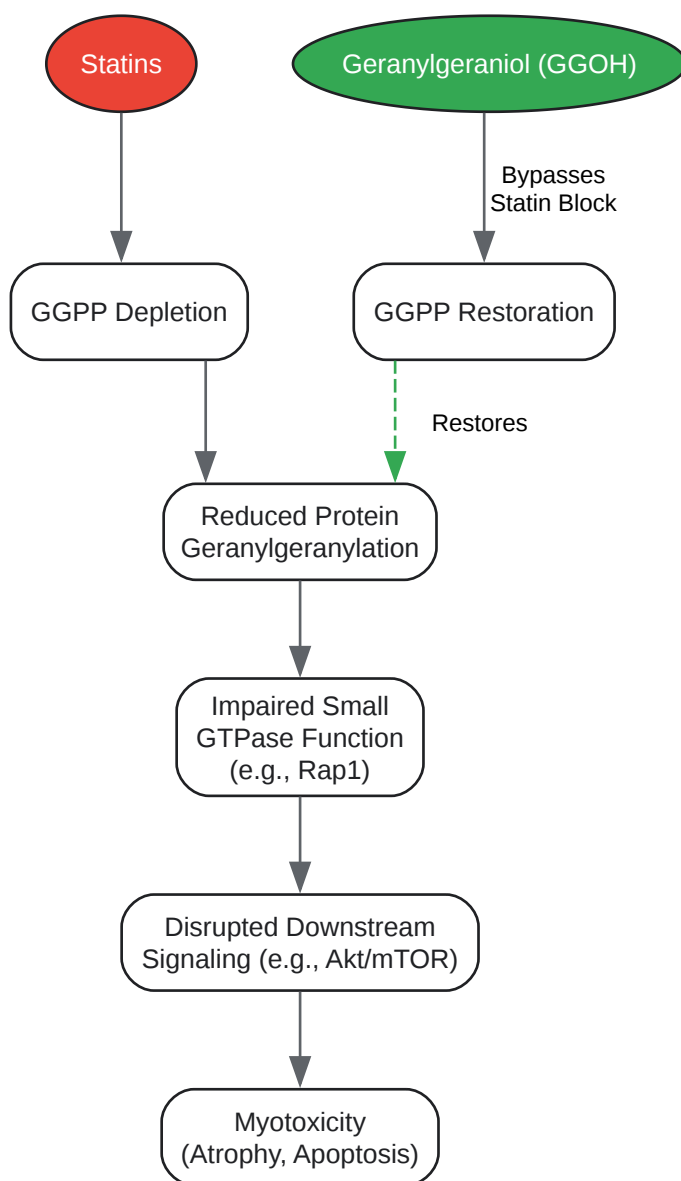 Statins
Geranylgeraniol (GGOH)
Bypasses
Statin Block
GGPP Depletion
GGPP Restoration
Restores
Reduced Protein
Geranylgeranylation
Impaired Small
GTPase Function
(e.g., Rap1)
Disrupted Downstream
Signaling (e.g., Akt/mTOR)
Myotoxicity
(Atrophy, Apoptosis)